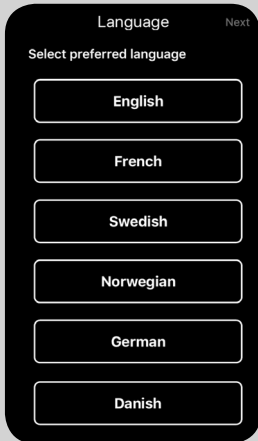 Language
Next
Select preferred language
English
French
Swedish
Norwegian
German
Danish